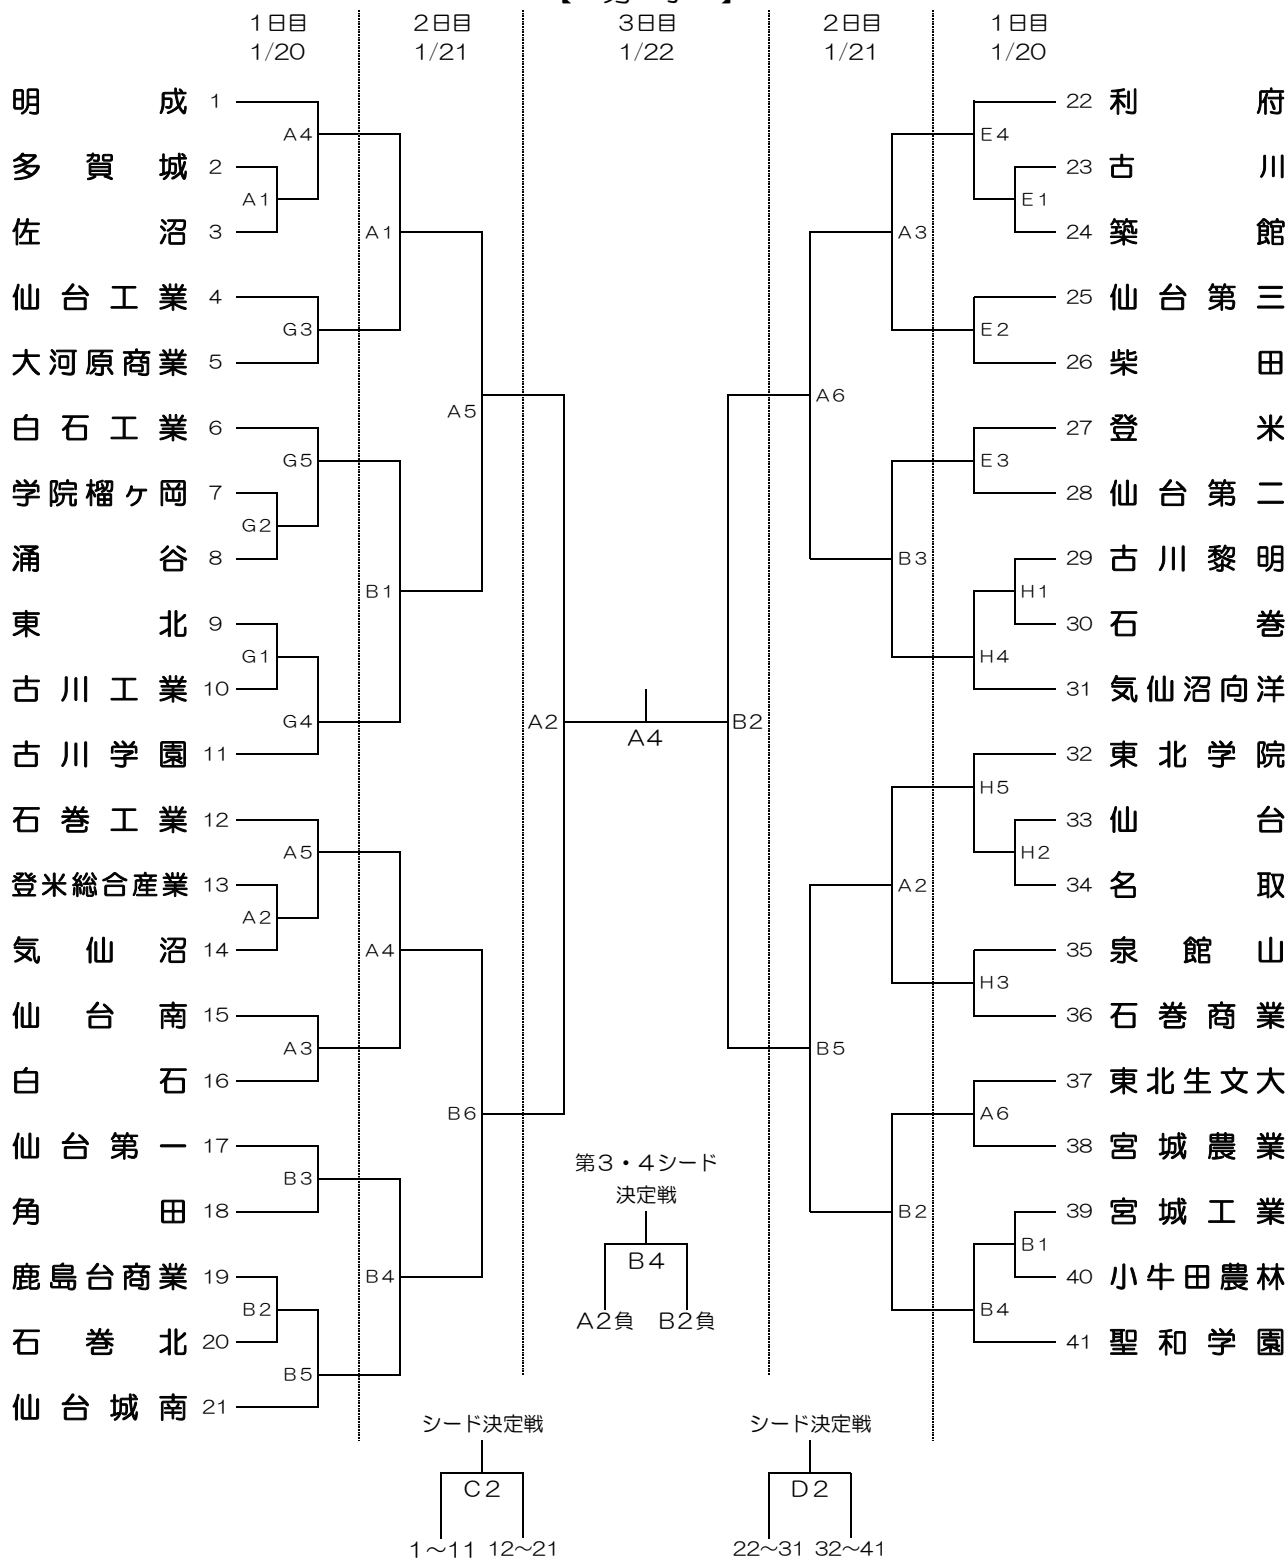 1日目 2日目 3日目 2日目 1日目
1/20 1/21 1/22 1/21 1/20
明成 1
A4
多賀城 2
A1
佐沼 3
A1
仙台工業 4
G3
大河原商業 5
A5
白石工業 6
G5
学院榴ヶ岡 7
G2
涌谷 8
B1
東北 9
G1
古川工業 10
G4
古川学園 11
A2
石巻工業 12
A5
登米総合産業 13
A2
気仙沼 14
A4
仙台南 15
A3
白石 16
B6
仙台第一 17
B3
角田 18
B4
鹿島台商業 19
B2
石巻北 20
B5
仙台城南 21
A4
22 利府
E4
23 古川
E1
24 築館
A3
25 仙台第三
E2
26 柴田
A6
27 登米
E3
28 仙台第二
29 古川黎明
B3
H1
30 石巻
H4
31 気仙沼向洋
B2
32 東北学院
H5
33 仙台
H2
34 名取
A2
35 泉館山
H3
36 石巻商業
B5
37 東北生文大
A6
38 宮城農業
39 宮城工業
B2
B1
40 小牛田農林
B4
41 聖和学園
第3・4シード
決定戦
B4
A2負 B2負
シード決定戦
C2
1～11 12～21
シード決定戦
D2
22～31 32～41